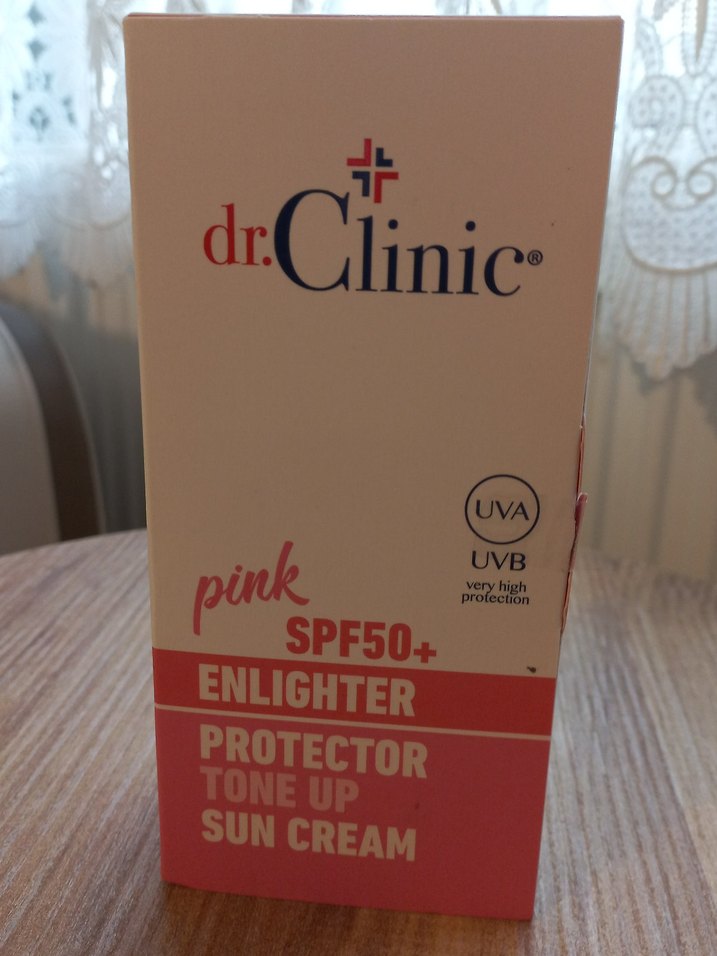 dr.Clinic®
UVA
UVB
very high
protection
pink
SPF50+
ENLIGHTER
PROTECTOR
TONE UP
SUN CREAM